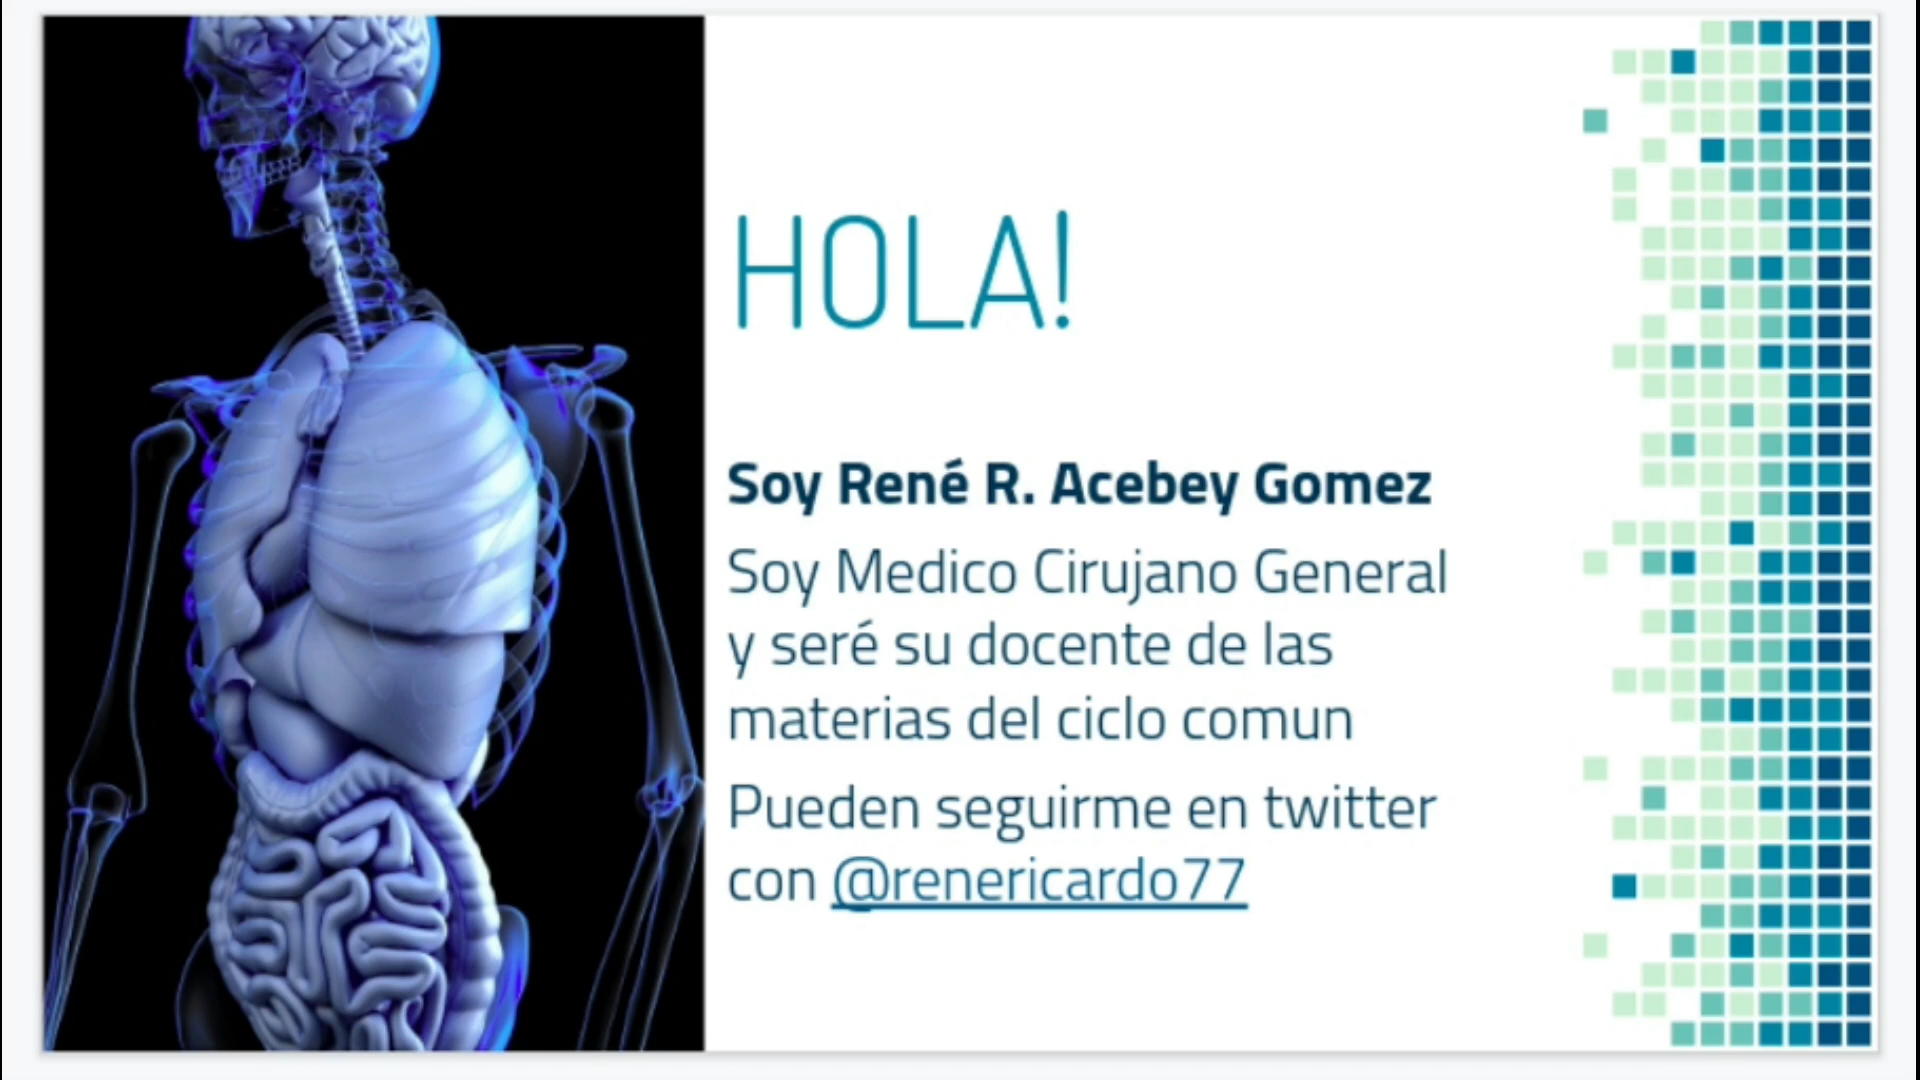 HOLA!
Soy René R. Acebey Gomez
Soy Medico Cirujano General
y seré su docente de las
materias del ciclo comun
Pueden seguirme en twitter
con @renericardo77